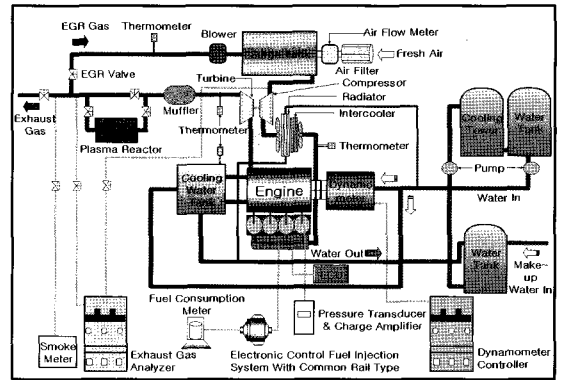 EGR Gas
Thermometer
Blower
Air Flow Meter
Fresh Air
EGR Valve
Turbine
Air Filter
Compressor
Radiator
Intercooler
Exhaust
Gas
Muffler
Thermometer
Plasma Reactor
Thermometer
Cooling
Tower
Water
Tank
Pump
Water In
Cooling
Water
Tank
Engine
Dynamo
meter
Water Out
Water
Tank
Make-
up
Water In
Fuel Consumption
Meter
Pressure Transducer
& Charge Amplifier
Smoke
Meter
Exhaust Gas
Analyzer
Electronic Control Fuel Injection
System With Common Rail Type
Dynamometer
Controller